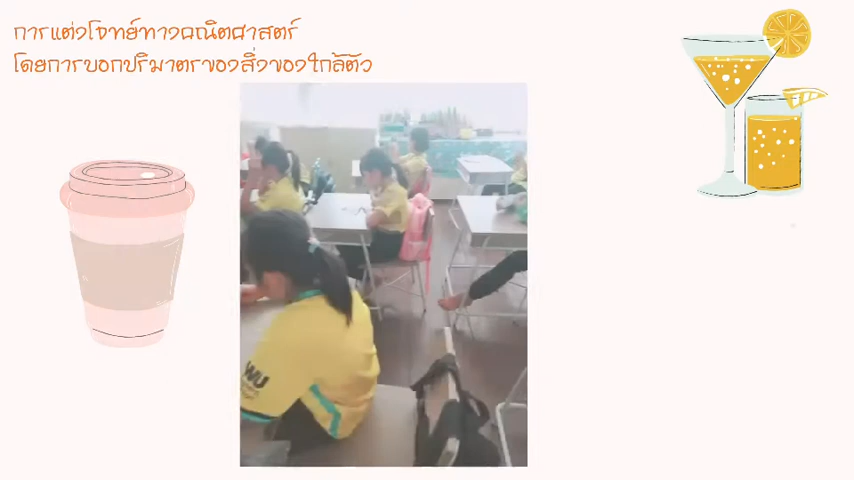 การแต่งโจทย์ทางคณิตศาสตร์
โดยการบอกปริมาตรของสิ่งของใกล้ตัว
WU